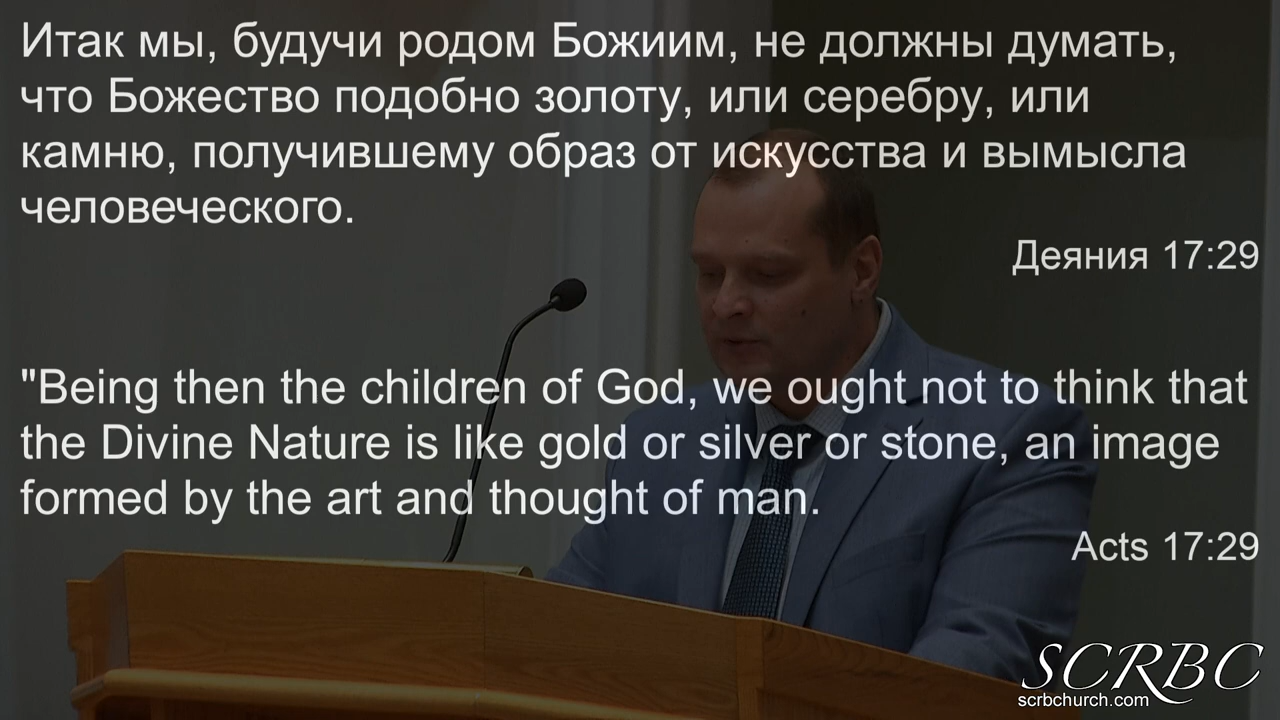 Итак мы, будучи родом Божиим, не должны думать,
что Божество подобно золоту, или серебру, или
камню, получившему образ от искусства и вымысла
человеческого.
Деяния 17:29
"Being then the children of God, we ought not to think that
the Divine Nature is like gold or silver or stone, an image
formed by the art and thought of man.
Acts 17:29
SCRBC
scrbchurch.com